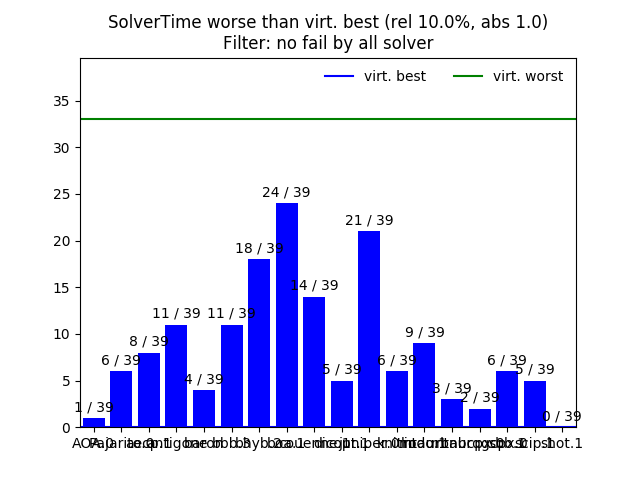 SolverTime worse than virt. best (rel 10.0%, abs 1.0)
Filter: no fail by all solver
virt. best
virt. worst
35
30
25
20
15
10
5
0
1 / 39
6 / 39
8 / 39
11 / 39
4 / 39
11 / 39
18 / 39
24 / 39
14 / 39
5 / 39
21 / 39
6 / 39
9 / 39
3 / 39
2 / 39
6 / 39
5 / 39
0 / 39